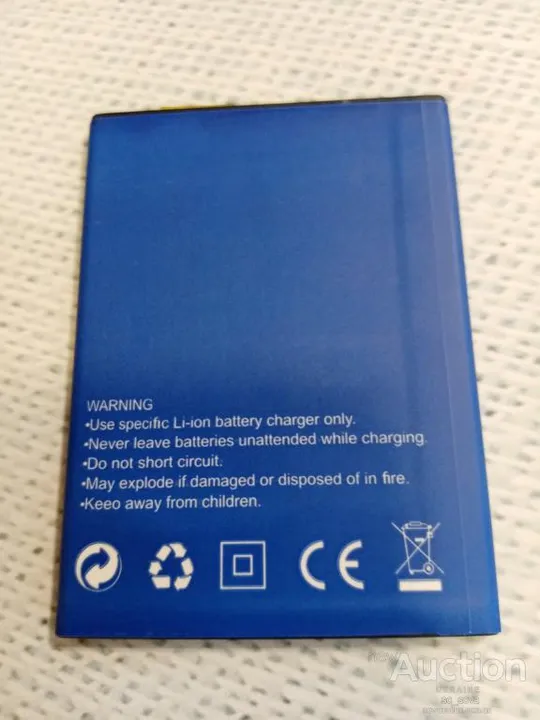 WARNING
•Use specific Li-ion battery charger only.
•Never leave batteries unattended while charging.
•Do not short circuit.
•May explode if damaged or disposed of in fire.
•Keeo away from children.
CE
Auction
UKRAINE